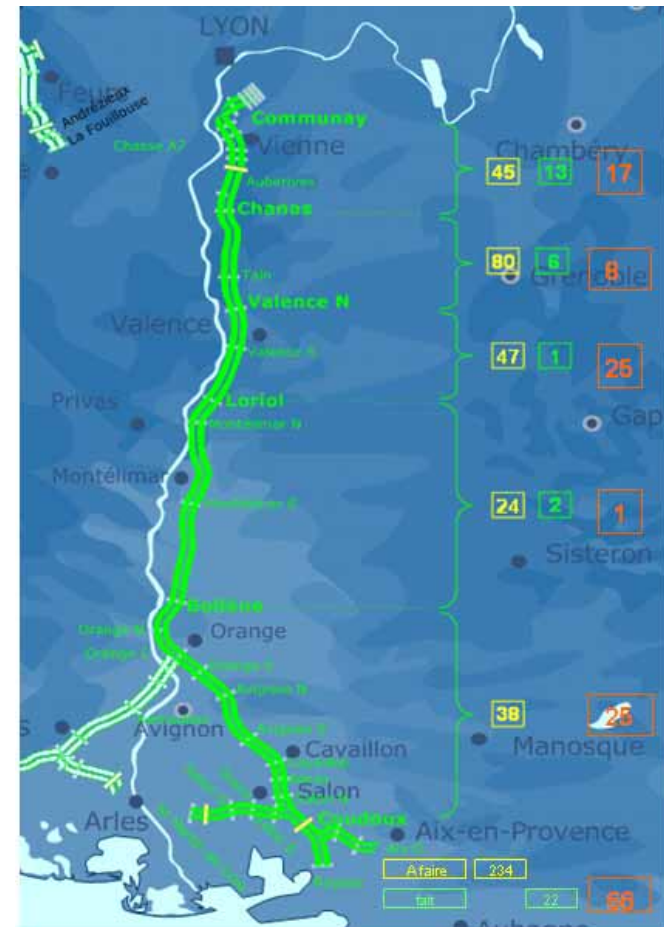 LYON
Feurs
Andrézieux
La Fouillouse
Communay
Chasse A7
Vienne
Chambéry
45 13 17
Auberives
Chanas
80 6 8
Grenoble
Tain
Valence N
Valence
Valence S
47 1 25
Privas
Loriol
Gap
Montélimar N
Montélimar
Montélimar S
24 2 1
Sisteron
Bollène
Orange N
Orange
Orange S
Avignon N
38 25
Avignon
Avignon S
Manosque
Cavaillon
Salon
Arles
Coudoux
Aix-en-Provence
A faire 234
fait 22 66
Aubagne